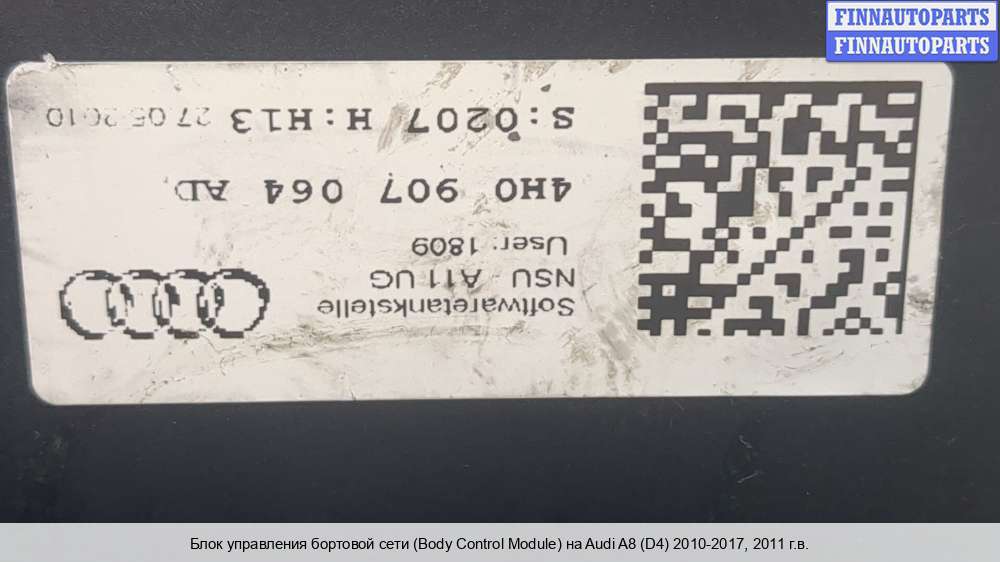 FINNAUTOPARTS
FINNAUTOPARTS
Softwaretankstelle
NSU - A11 UG
User: 1809
4H0 907 064 AD
S:0207 H:H13 27.05.2010
Блок управления бортовой сети (Body Control Module) на Audi A8 (D4) 2010-2017, 2011 г.в.